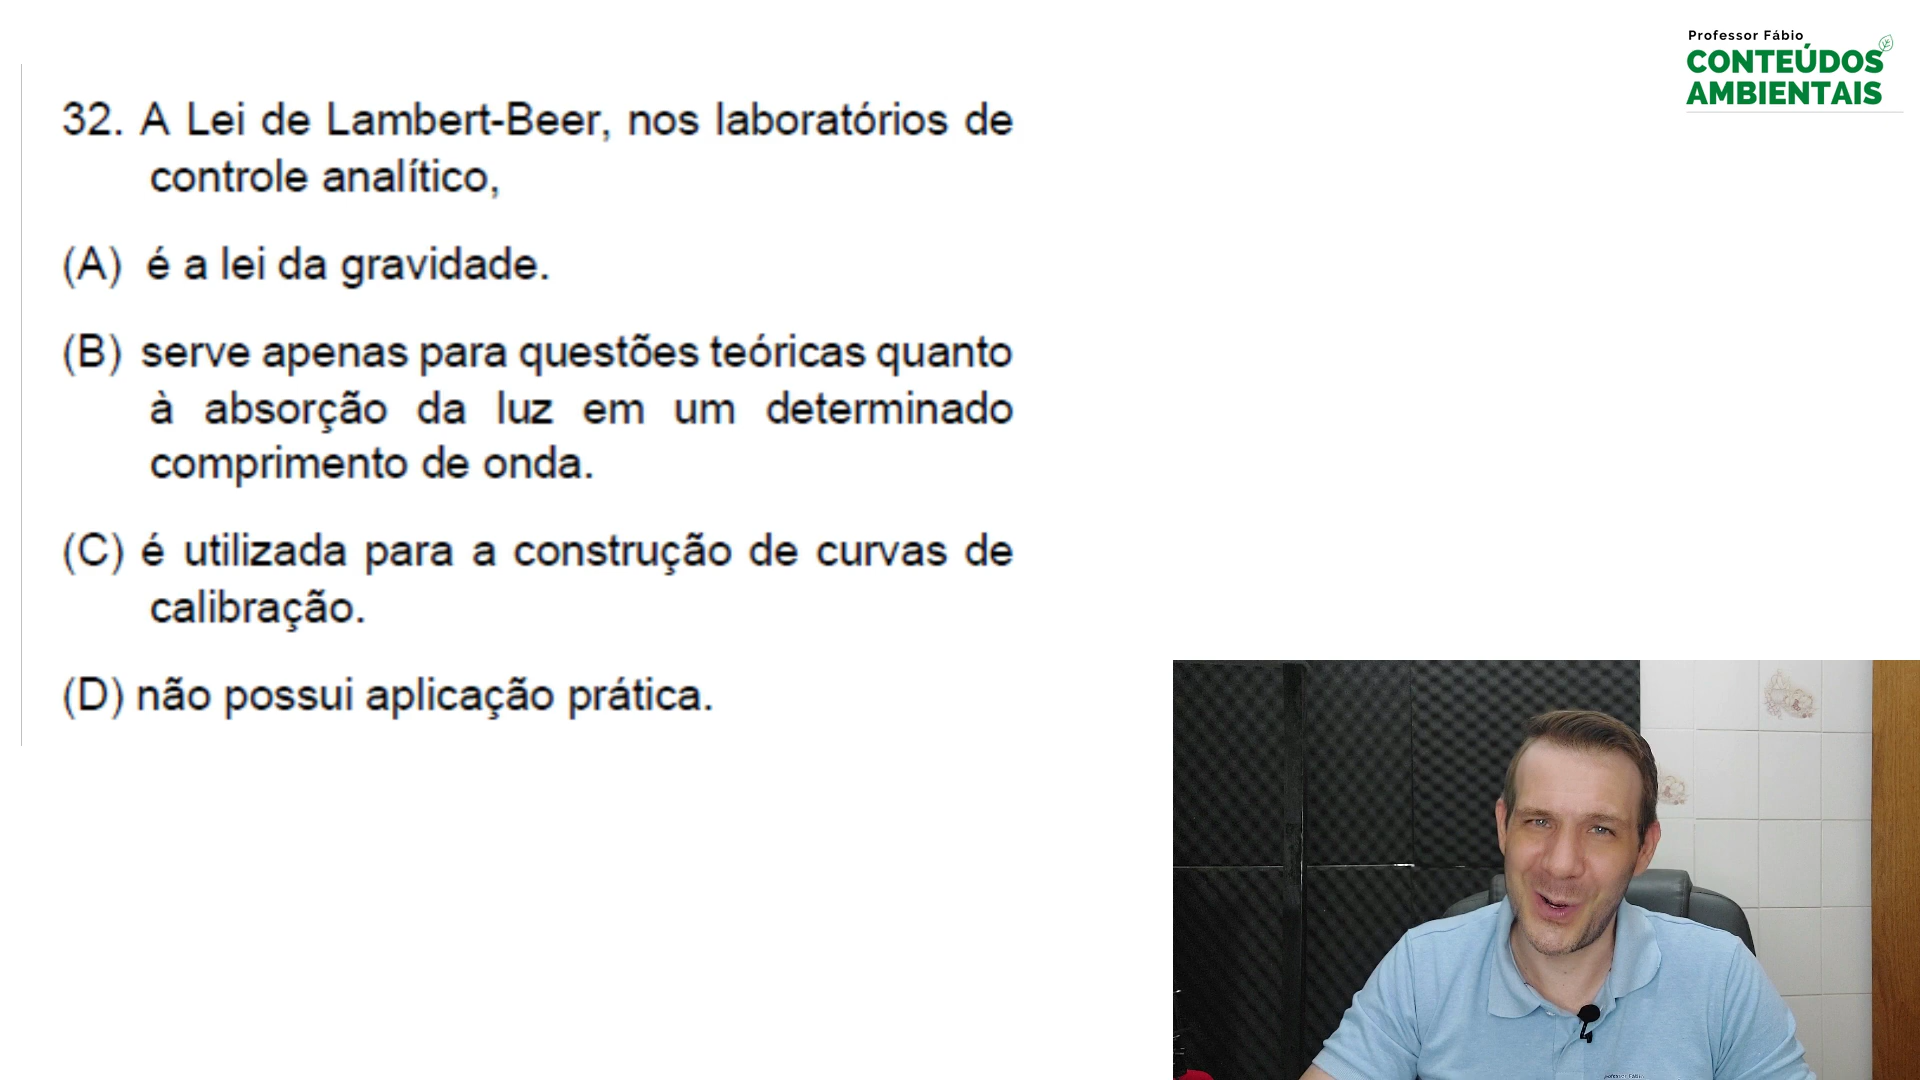 Professor Fábio
CONTEÚDOS
AMBIENTAIS
32. A Lei de Lambert-Beer, nos laboratórios de
controle analítico,
(A) é a lei da gravidade.
(B) serve apenas para questões teóricas quanto
à absorção da luz em um determinado
comprimento de onda.
(C) é utilizada para a construção de curvas de
calibração.
(D) não possui aplicação prática.